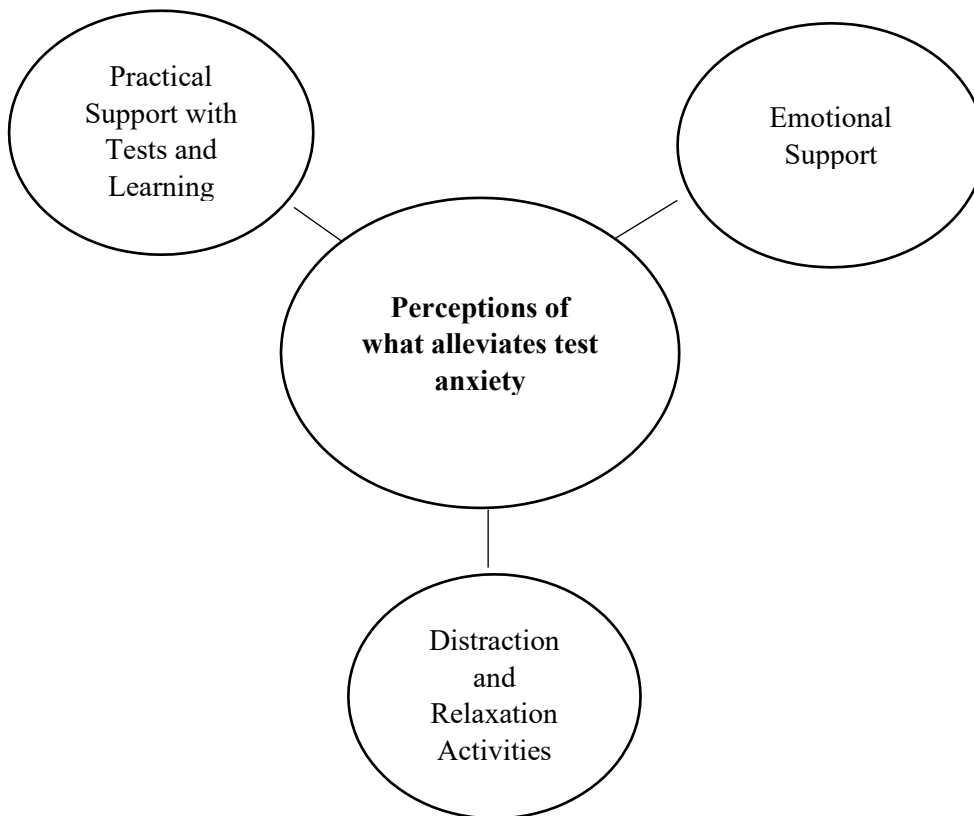 Practical
Support with
Tests and
Learning
Emotional
Support
Perceptions of
what alleviates test
anxiety
Distraction
and
Relaxation
Activities